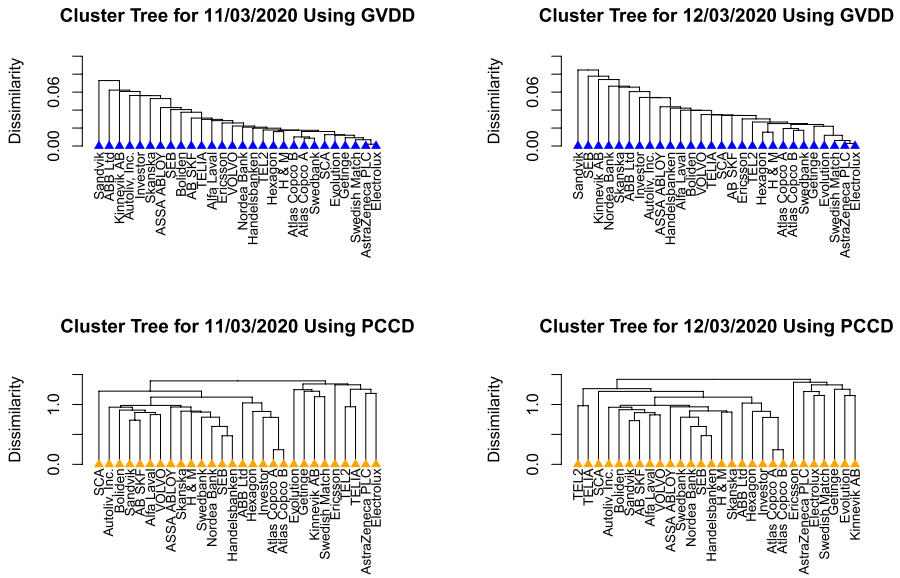 Cluster Tree for 11/03/2020 Using GVDD
Dissimilarity
0.00
0.06
Sandvik
ABB Ltd
Kinnevik AB
Autoliv, Inc.
Investor
Skanska
ASSA ABLOY
SEB
Boliden
AB SKF
TELIA
Alfa Laval
Ericsson
VOLVO
Nordea Bank
Handelsbanken
TEL2
Hexagon
H & M
Atlas Copco B
Atlas Copco A
Swedbank
SCA
Evolution
Getinge
Swedish Match
AstraZeneca PLC
Electrolux
Cluster Tree for 12/03/2020 Using GVDD
Dissimilarity
0.00
0.06
Sandvik
SEB
Kinnevik AB
Nordea Bank
Skanska
ABB Ltd
Investor
Autoliv, Inc.
ASSA ABLOY
Handelsbanken
Alfa Laval
Boliden
VOLVO
TELIA
SCA
AB SKF
Ericsson
TEL2
Hexagon
H & M
Atlas Copco A
Atlas Copco B
Swedbank
Getinge
Evolution
Swedish Match
AstraZeneca PLC
Electrolux
Cluster Tree for 11/03/2020 Using PCCD
Dissimilarity
0.0
1.0
SCA
Autoliv, Inc.
Boliden
Sandvik
AB SKF
Alfa Laval
VOLVO
ASSA ABLOY
Skanska
H & M
Swedbank
Nordea Bank
SEB
Handelsbanken
ABB Ltd
Hexagon
Investor
Atlas Copco A
Atlas Copco B
Evolution
Getinge
Kinnevik AB
Swedish Match
Ericsson
TEL2
TELIA
AstraZeneca PLC
Electrolux
Cluster Tree for 12/03/2020 Using PCCD
Dissimilarity
0.0
1.0
TEL2
TELIA
SCA
Autoliv, Inc.
Boliden
Sandvik
AB SKF
Alfa Laval
VOLVO
ASSA ABLOY
Swedbank
Nordea Bank
SEB
Handelsbanken
H & M
Skanska
ABB Ltd
Hexagon
Investor
Atlas Copco A
Atlas Copco B
Ericsson
AstraZeneca PLC
Electrolux
Swedish Match
Getinge
Evolution
Kinnevik AB